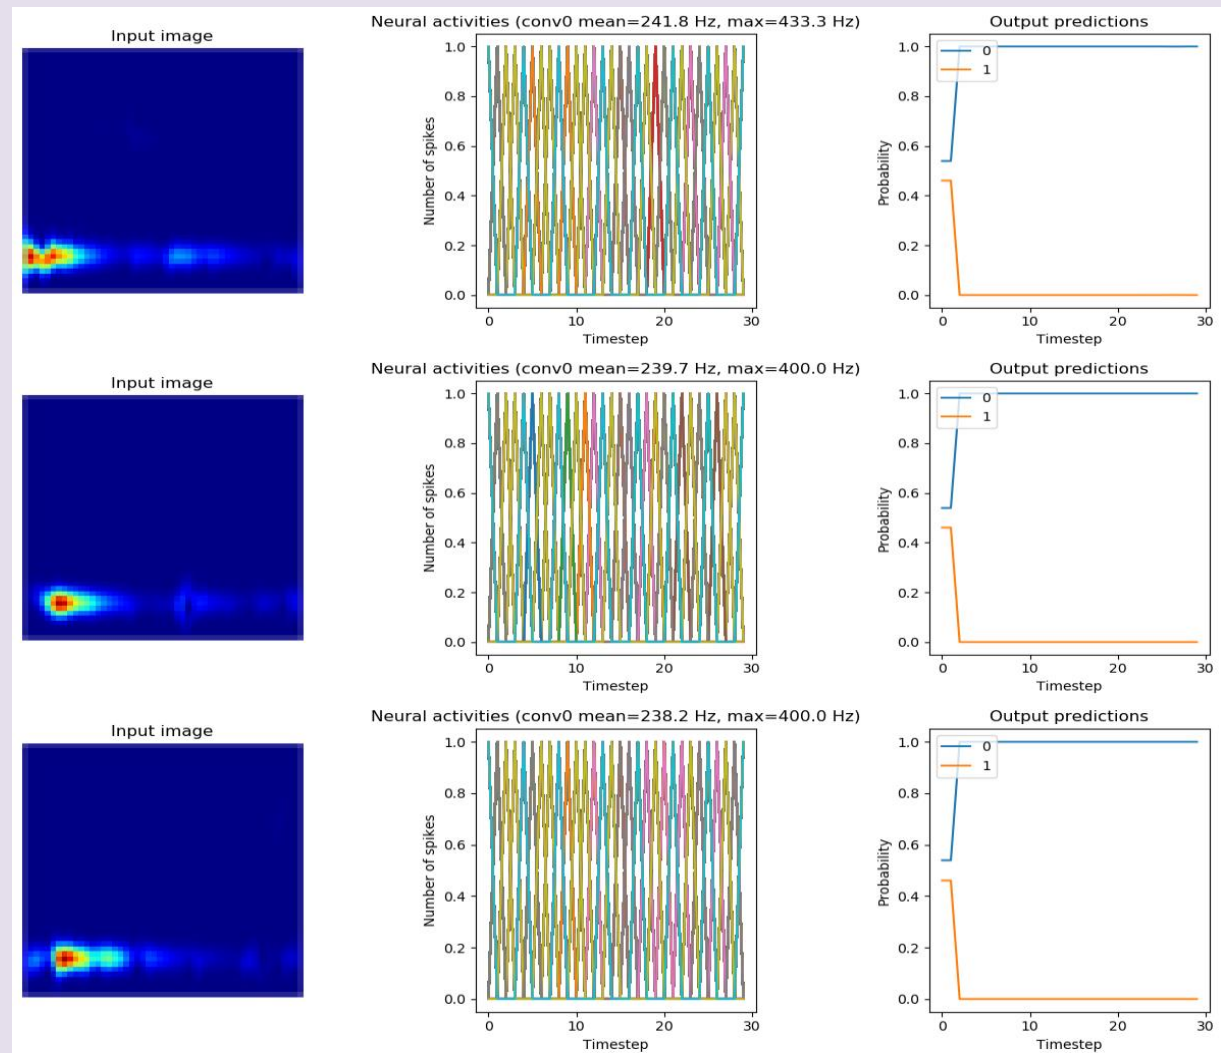 Input image
Neural activities (conv0 mean=241.8 Hz, max=433.3 Hz)
Output predictions
1.0
0.8
0.6
0.4
0.2
0.0
Number of spikes
0 10 20 30
Timestep
1.0
0.8
0.6
0.4
0.2
0.0
Probability
0
1
0 10 20 30
Timestep
Input image
Neural activities (conv0 mean=239.7 Hz, max=400.0 Hz)
Output predictions
1.0
0.8
0.6
0.4
0.2
0.0
Number of spikes
0 10 20 30
Timestep
1.0
0.8
0.6
0.4
0.2
0.0
Probability
0
1
0 10 20 30
Timestep
Input image
Neural activities (conv0 mean=238.2 Hz, max=400.0 Hz)
Output predictions
1.0
0.8
0.6
0.4
0.2
0.0
Number of spikes
0 10 20 30
Timestep
1.0
0.8
0.6
0.4
0.2
0.0
Probability
0
1
0 10 20 30
Timestep